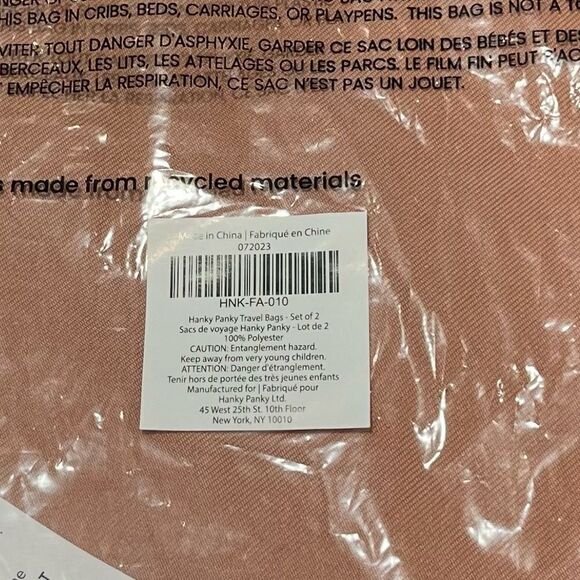 HIS BAG IN CRIBS, BEDS, CARRIAGES, OR PLAYPENS. THIS BAG IS NOT A TO
VITER TOUT DANGER D'ASPHYXIE, GARDER CE SAC LOIN DES BÉBÉS ET DES
BERCEAUX, LES LITS, LES ATTELAGES OU LES PARCS. LE FILM FIN PEUT S'AC
EMPÊCHER LA RESPIRATION, CE SAC N'EST PAS UN JOUET.
s made from recycled materials
Made in China | Fabriqué en Chine
072023
HNK-FA-010
Hanky Panky Travel Bags - Set of 2
Sacs de voyage Hanky Panky - Lot de 2
100% Polyester
CAUTION: Entanglement hazard.
Keep away from very young children.
ATTENTION: Danger d'étranglement.
Tenir hors de portée des très jeunes enfants
Manufactured for | Fabriqué pour
Hanky Panky Ltd.
45 West 25th St. 10th Floor
New York, NY 10010